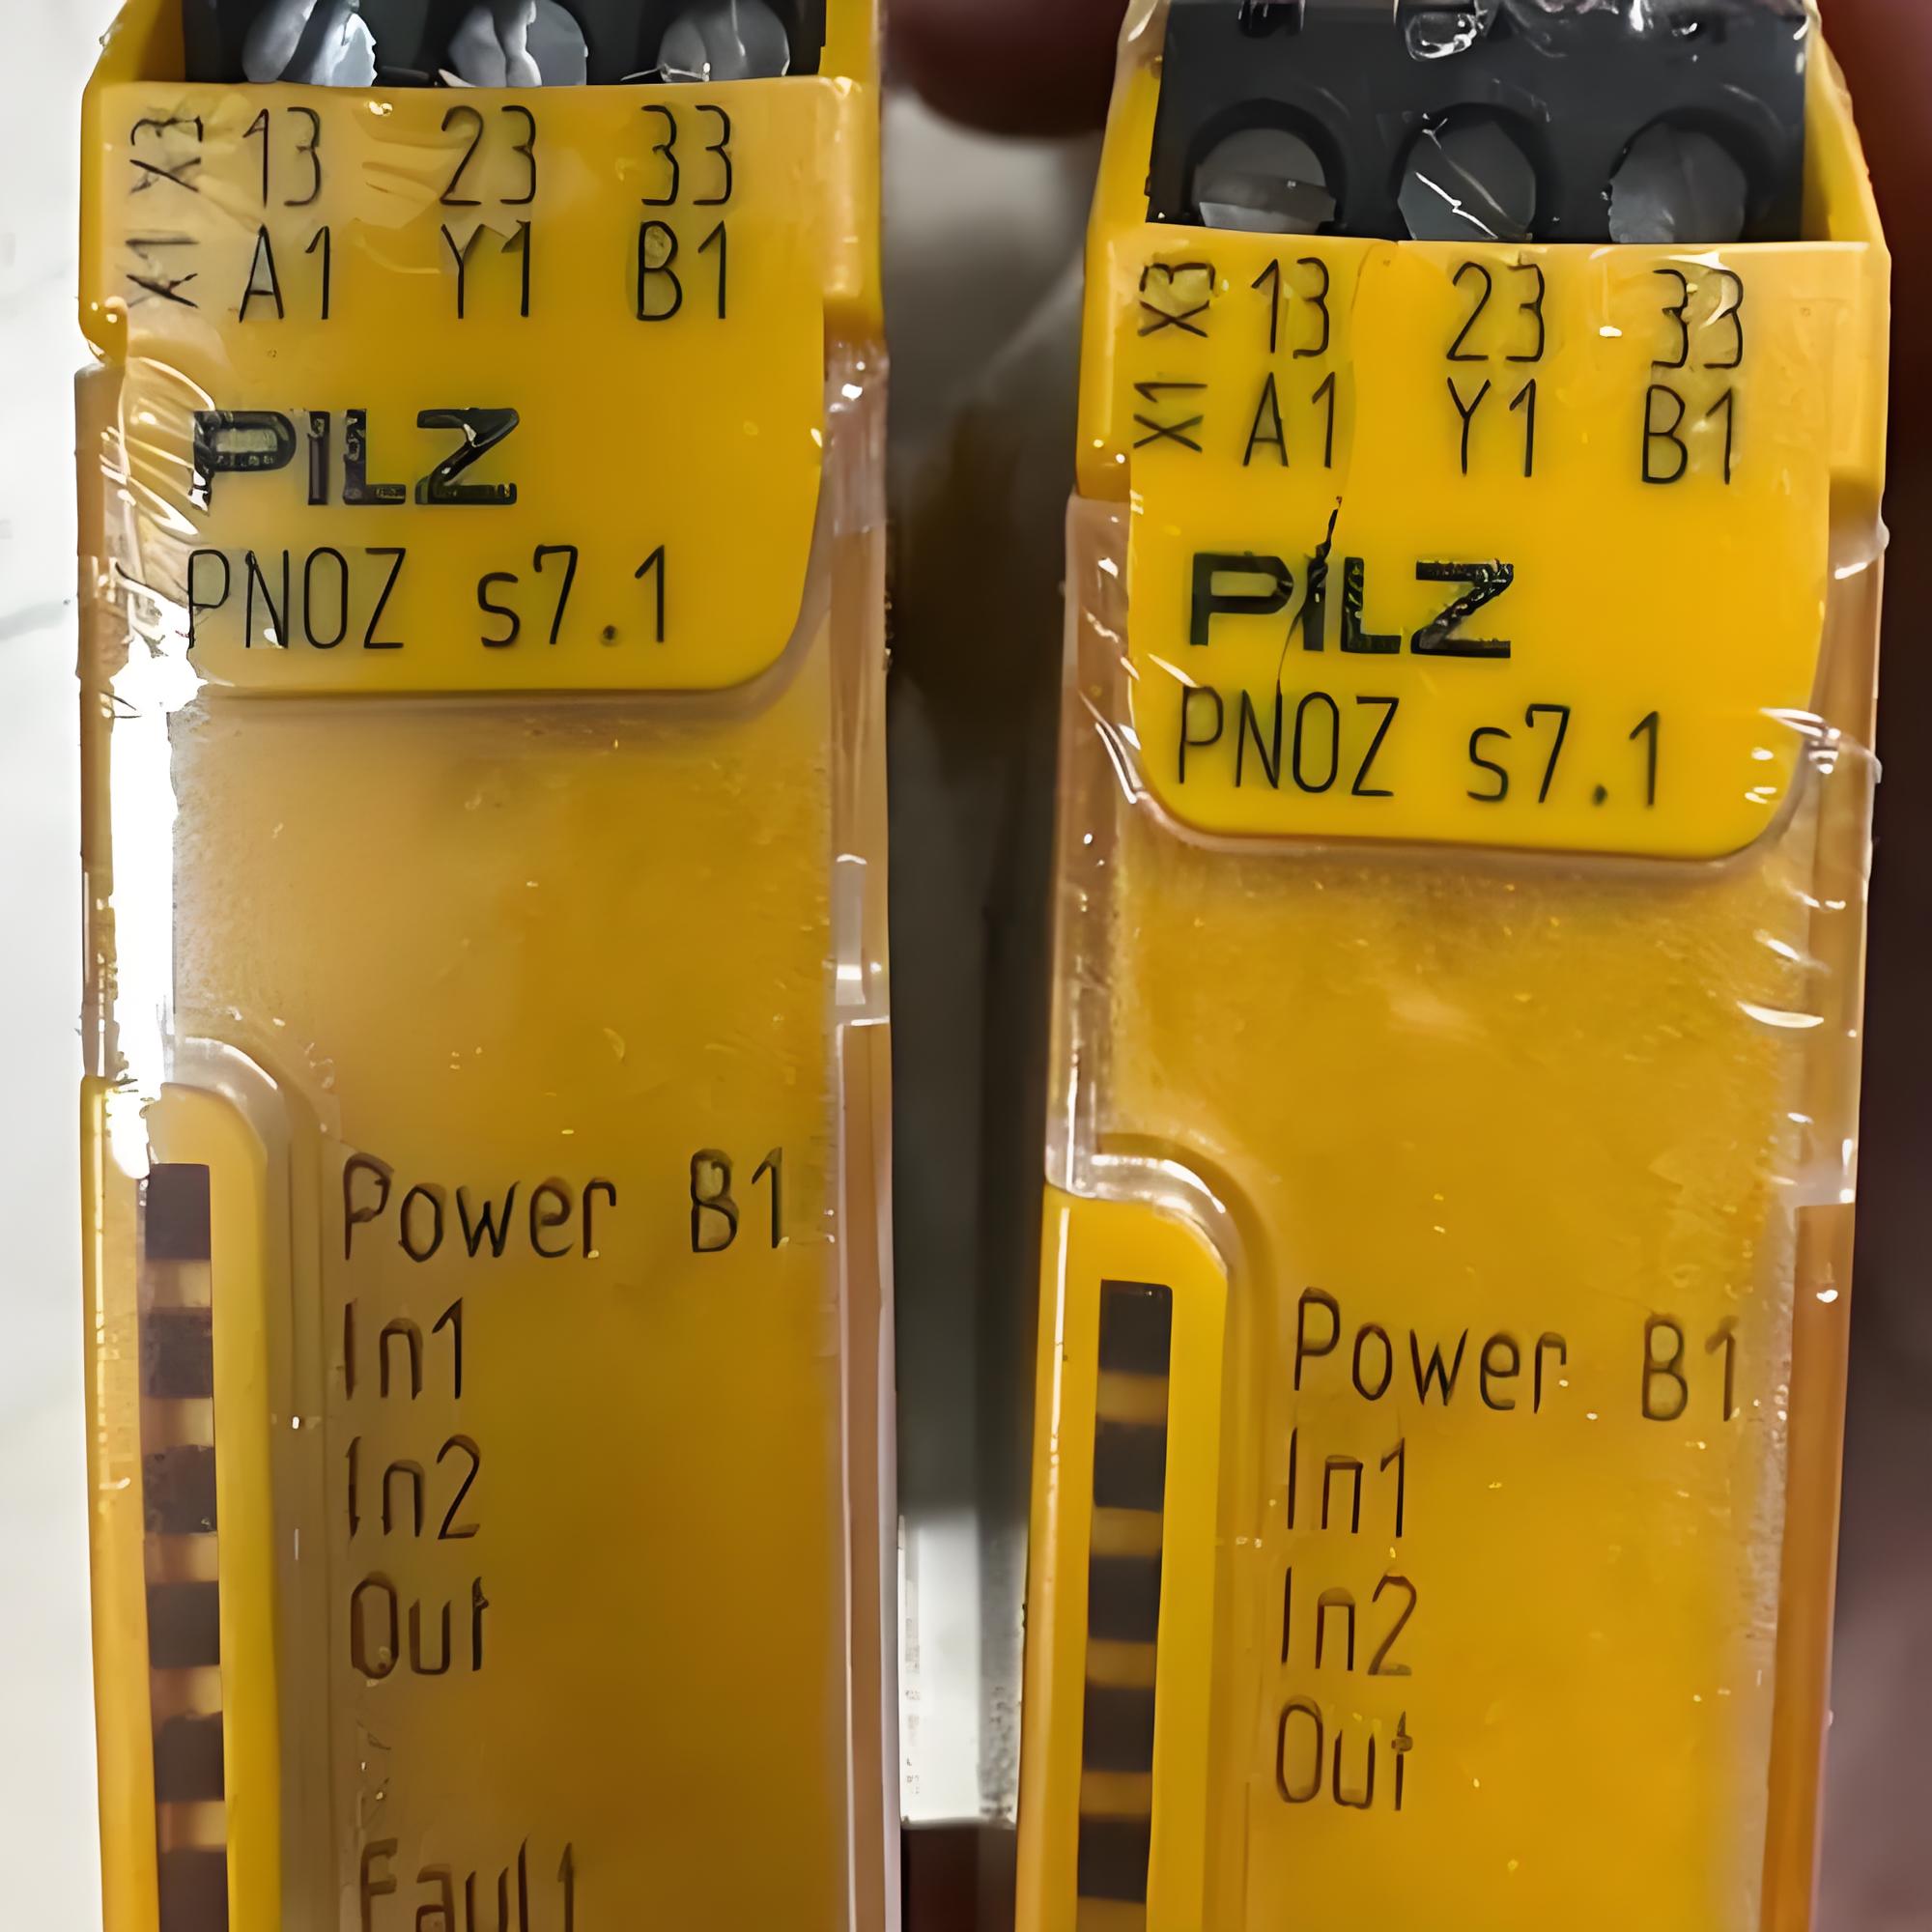 X3 13 23 33
X1 A1 Y1 B1
PILZ
PNOZ s7.1
Power B1
In1
In2
Out
Fault
X3 13 23 33
X1 A1 Y1 B1
PILZ
PNOZ s7.1
Power B1
In1
In2
Out